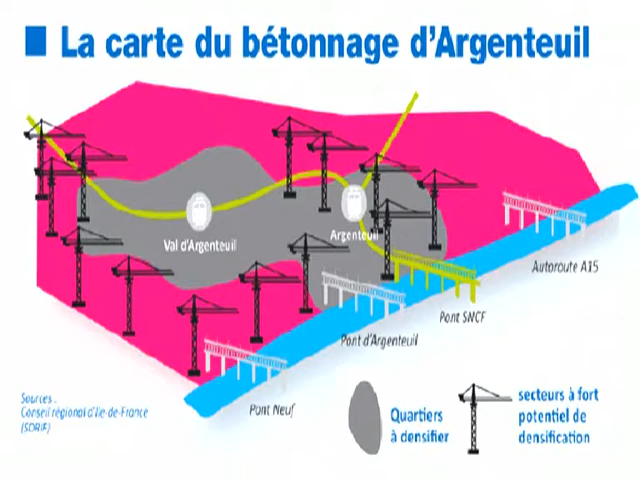 La carte du bétonnage d'Argenteuil
Val d'Argenteuil
Argenteuil
Autoroute A15
Pont SNCF
Pont d'Argenteuil
Pont Neuf
Sources :
Conseil régional d'Ile-de-France
(SDRIF)
Quartiers
à densifier
secteurs à fort
potentiel de
densification